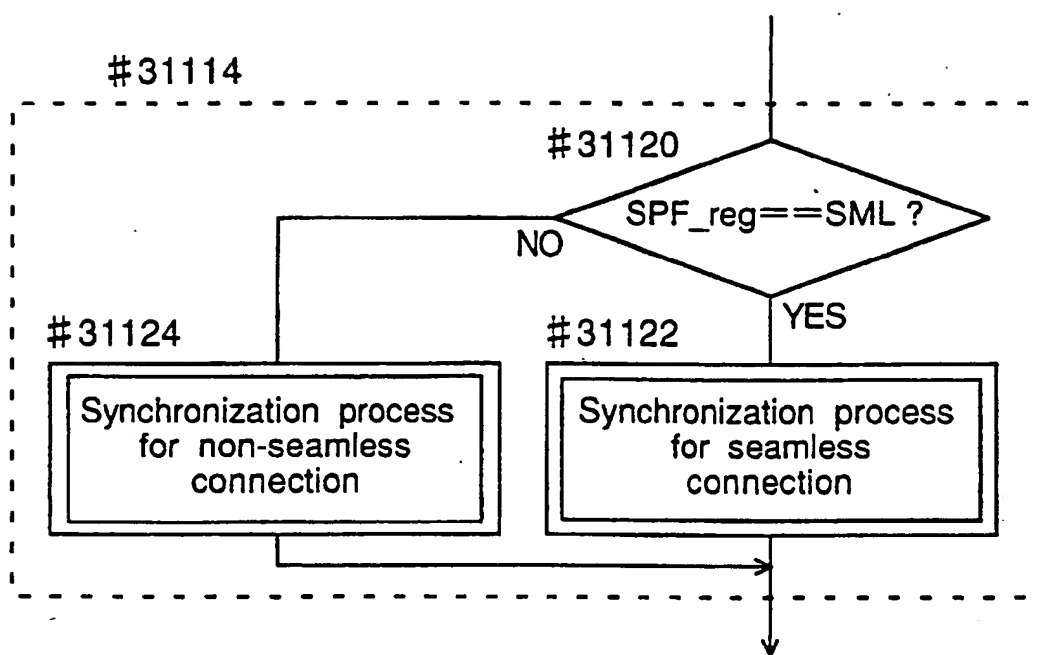 #31114
#31120
SPF_reg==SML ?
NO
YES
#31124
#31122
Synchronization process
for non-seamless
connection
Synchronization process
for seamless
connection